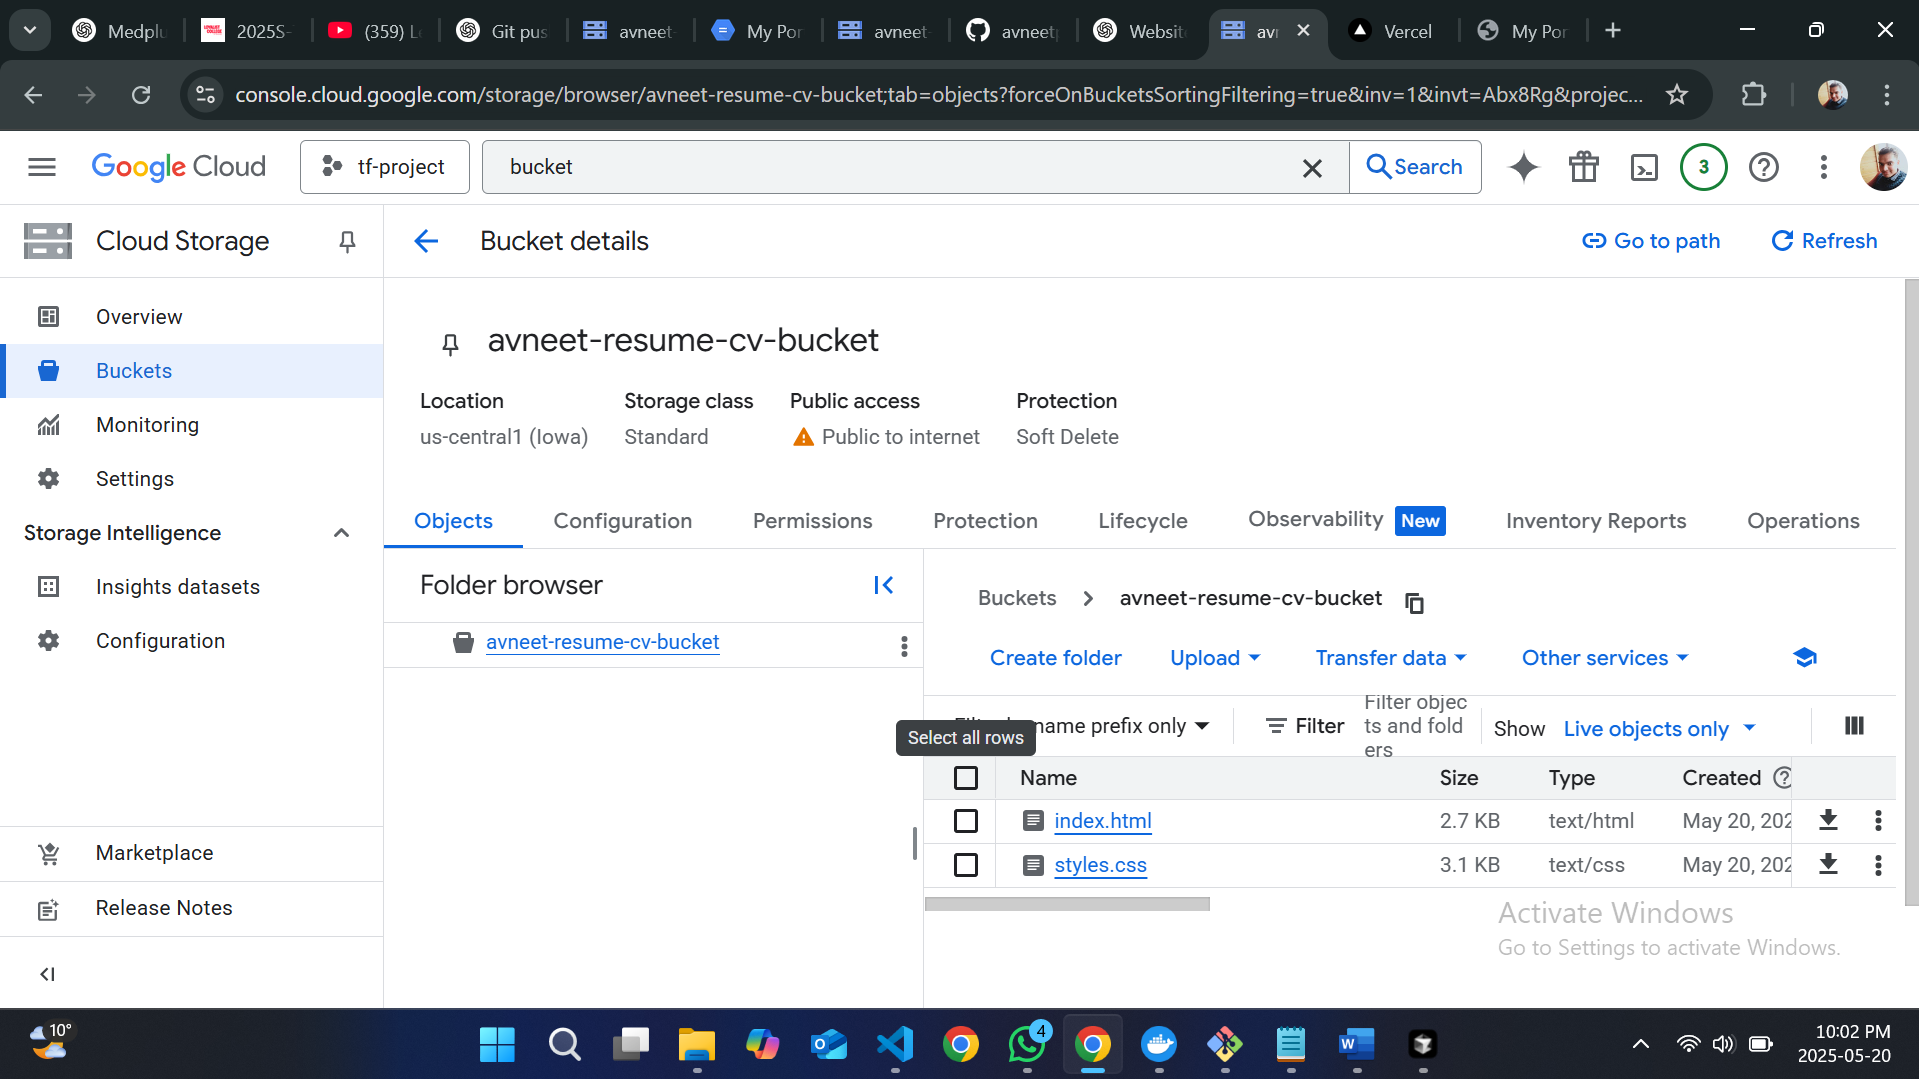 Medplu
2025S-
(359) L
Git pus
avneet-
My Por
avneet-
avneetp
Website
avn
Vercel
My Por
console.cloud.google.com/storage/browser/avneet-resume-cv-bucket;tab=objects?forceOnBucketsSortingFiltering=true&inv=1&invt=Abx8Rg&projec...
Google Cloud
tf-project
bucket
Search
3
Cloud Storage
Bucket details
Go to path
Refresh
Overview
Buckets
Monitoring
Settings
Storage Intelligence
Insights datasets
Configuration
Marketplace
Release Notes
avneet-resume-cv-bucket
Location
Storage class
Public access
Protection
us-central1 (Iowa)
Standard
Public to internet
Soft Delete
Objects
Configuration
Permissions
Protection
Lifecycle
Observability
New
Inventory Reports
Operations
Folder browser
avneet-resume-cv-bucket
Buckets
avneet-resume-cv-bucket
Create folder
Upload
Transfer data
Other services
name prefix only
Select all rows
Filter
Filter objec
ts and fold
ers
Show
Live objects only
Name
Size
Type
Created
index.html
2.7 KB
text/html
May 20, 202
styles.css
3.1 KB
text/css
May 20, 202
Activate Windows
Go to Settings to activate Windows.
10°
4
10:02 PM
2025-05-20